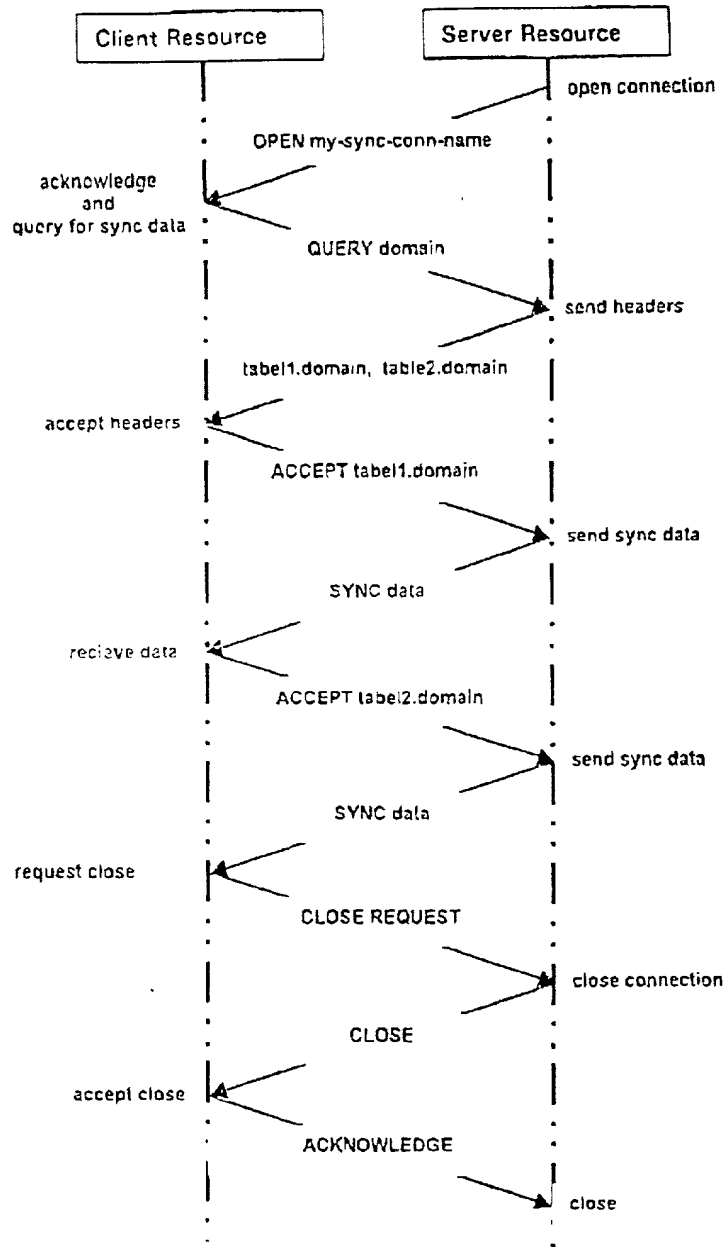 Client Resource
Server Resource
open connection
OPEN my-sync-conn-name
acknowledge
and
query for sync data
QUERY domain
send headers
tabel1.domain, table2.domain
accept headers
ACCEPT tabel1.domain
send sync data
SYNC data
recieve data
ACCEPT tabel2.domain
send sync data
SYNC data
request close
CLOSE REQUEST
close connection
CLOSE
accept close
ACKNOWLEDGE
close